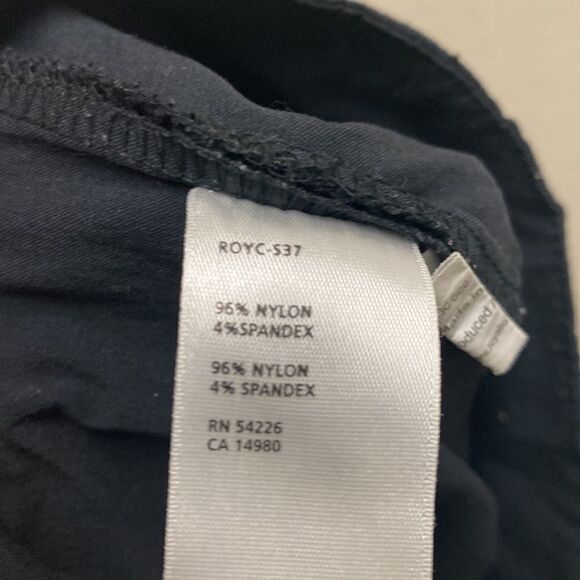 ROYC-S37
96% NYLON
4%SPANDEX
96% NYLON
4% SPANDEX
RN 54226
CA 14980